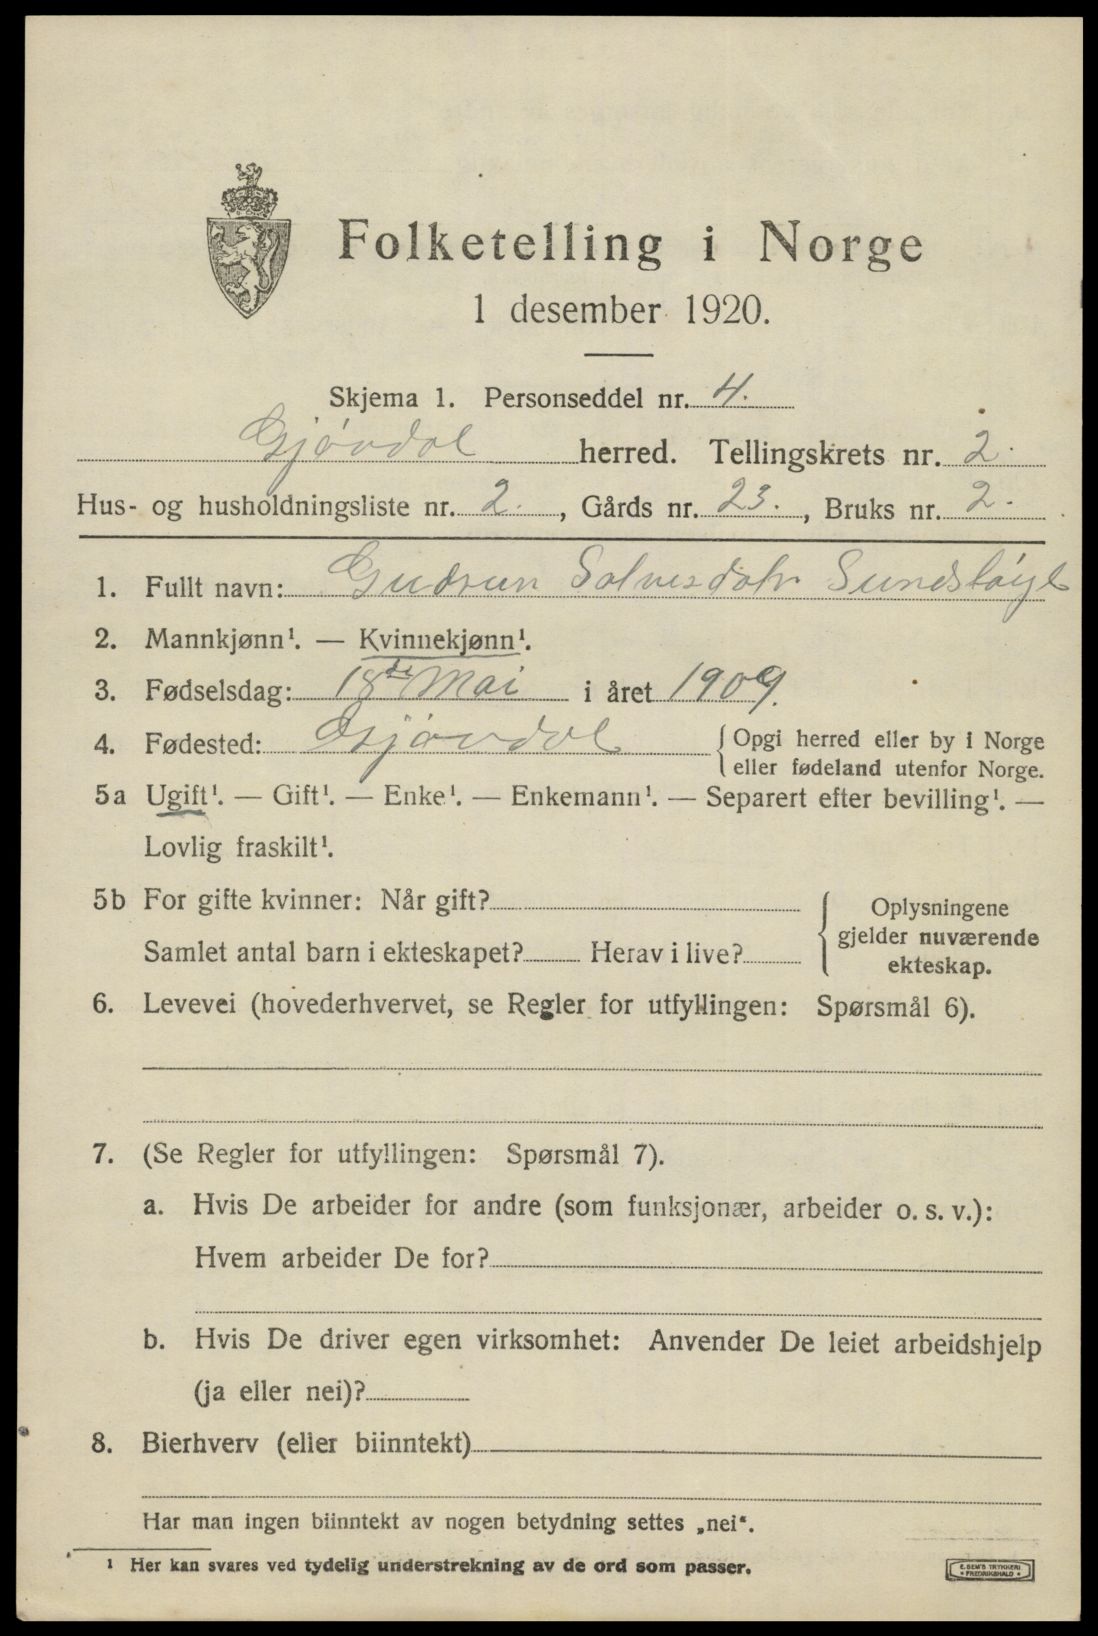 Folketelling i Norge
1 desember 1920.
Skjema 1. Personseddel nr. 4.
Gjövdal herred. Tellingskrets nr. 2.
Hus- og husholdningsliste nr. 2., Gårds nr. 23., Bruks nr. 2.
1. Fullt navn: Gudrun Salvesdatr Sundsløigt
2. Mannkjønn¹. — Kvinnekjønn¹.
3. Fødselsdag: 18de Mai i året 1909.
4. Fødested: Gjövdal {Opgi herred eller by i Norge
eller fødeland utenfor Norge.
5a Ugift¹. — Gift¹. — Enke¹. — Enkemann¹. — Separert efter bevilling¹. —
Lovlig fraskilt¹.
5b For gifte kvinner: Når gift?
Samlet antal barn i ekteskapet? Herav i live?
{Oplysningene
gjelder nuværende
ekteskap.
6. Levevei (hovederhvervet, se Regler for utfyllingen: Spørsmål 6).
7. (Se Regler for utfyllingen: Spørsmål 7).
a. Hvis De arbeider for andre (som funksjonær, arbeider o. s. v.):
Hvem arbeider De for?
b. Hvis De driver egen virksomhet: Anvender De leiet arbeidshjelp
(ja eller nei)?
8. Bierhverv (eller biinntekt)
Har man ingen biinntekt av nogen betydning settes „nei“.
¹ Her kan svares ved tydelig understrekning av de ord som passer.
E. SEM'S TRYKKERI
• FREDRIKSHALD •